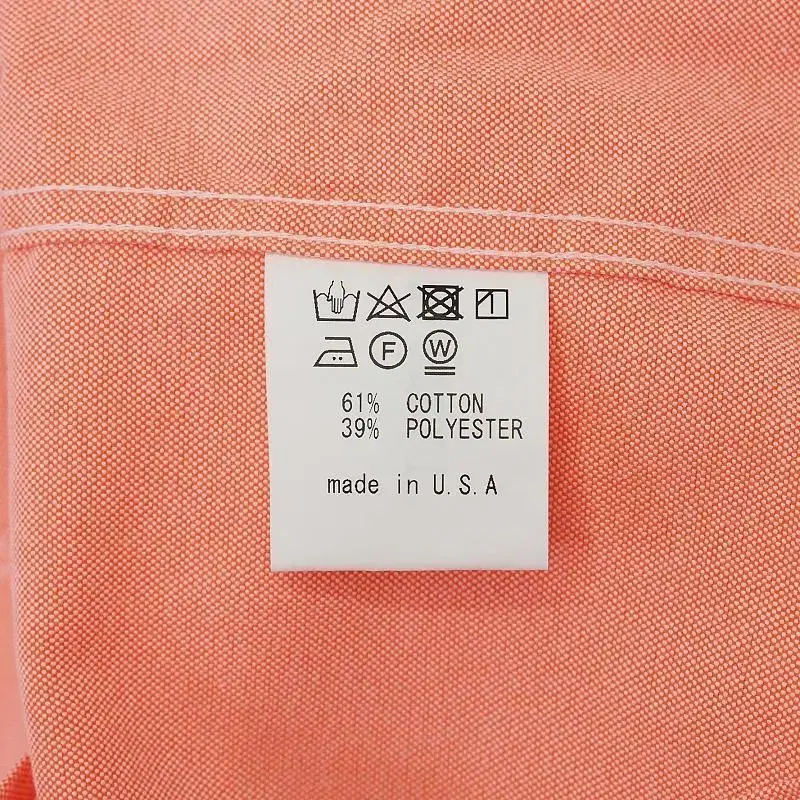 F W
61% COTTON
39% POLYESTER
made in U.S.A